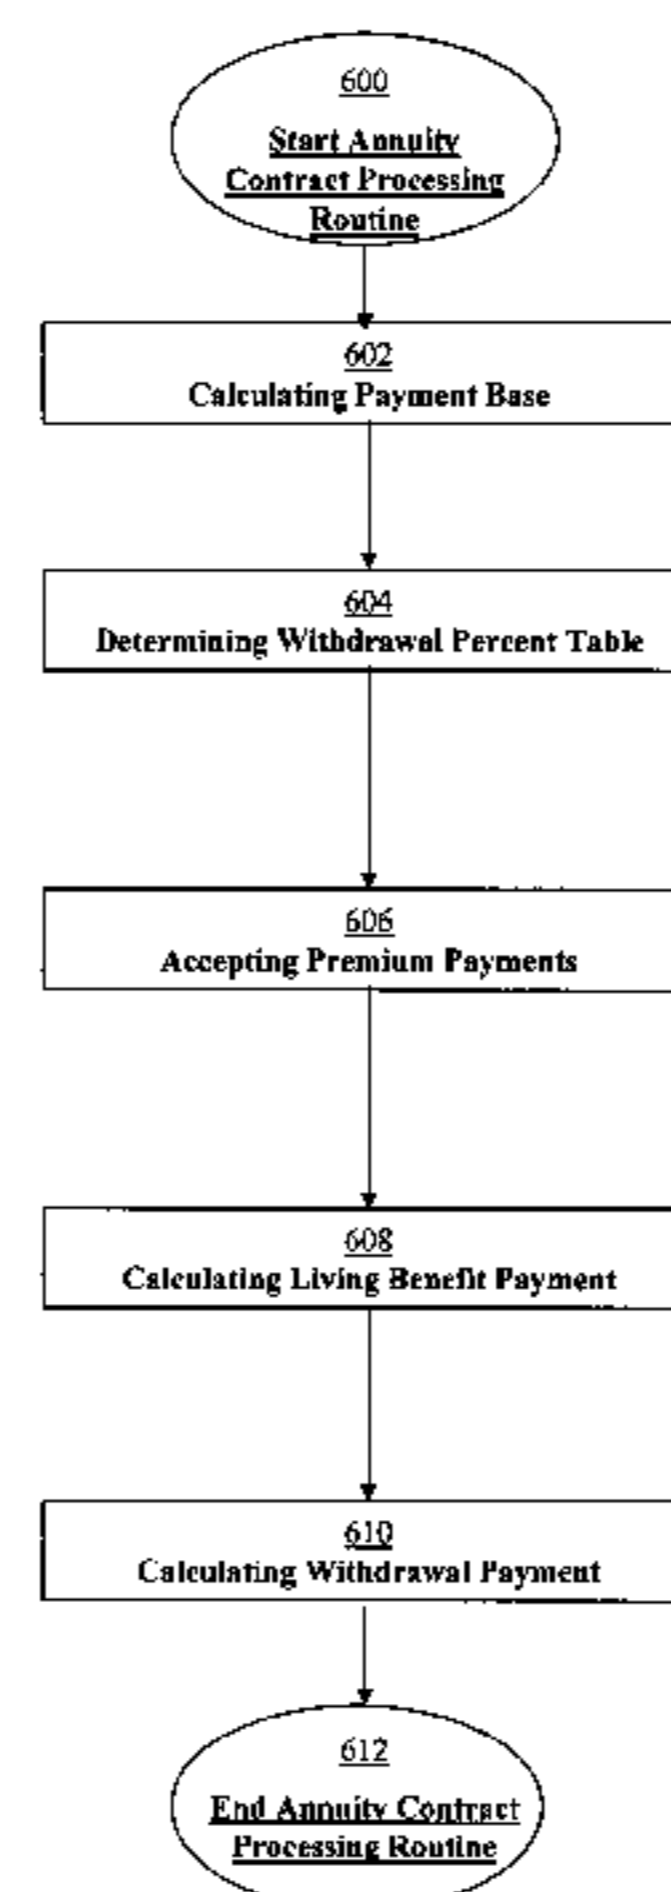 600
Start Annuity
Contract Processing
Routine
602
Calculating Payment Base
604
Determining Withdrawal Percent Table
606
Accepting Premium Payments
608
Calculating Living Benefit Payment
610
Calculating Withdrawal Payment
612
End Annuity Contract
Processing Routine